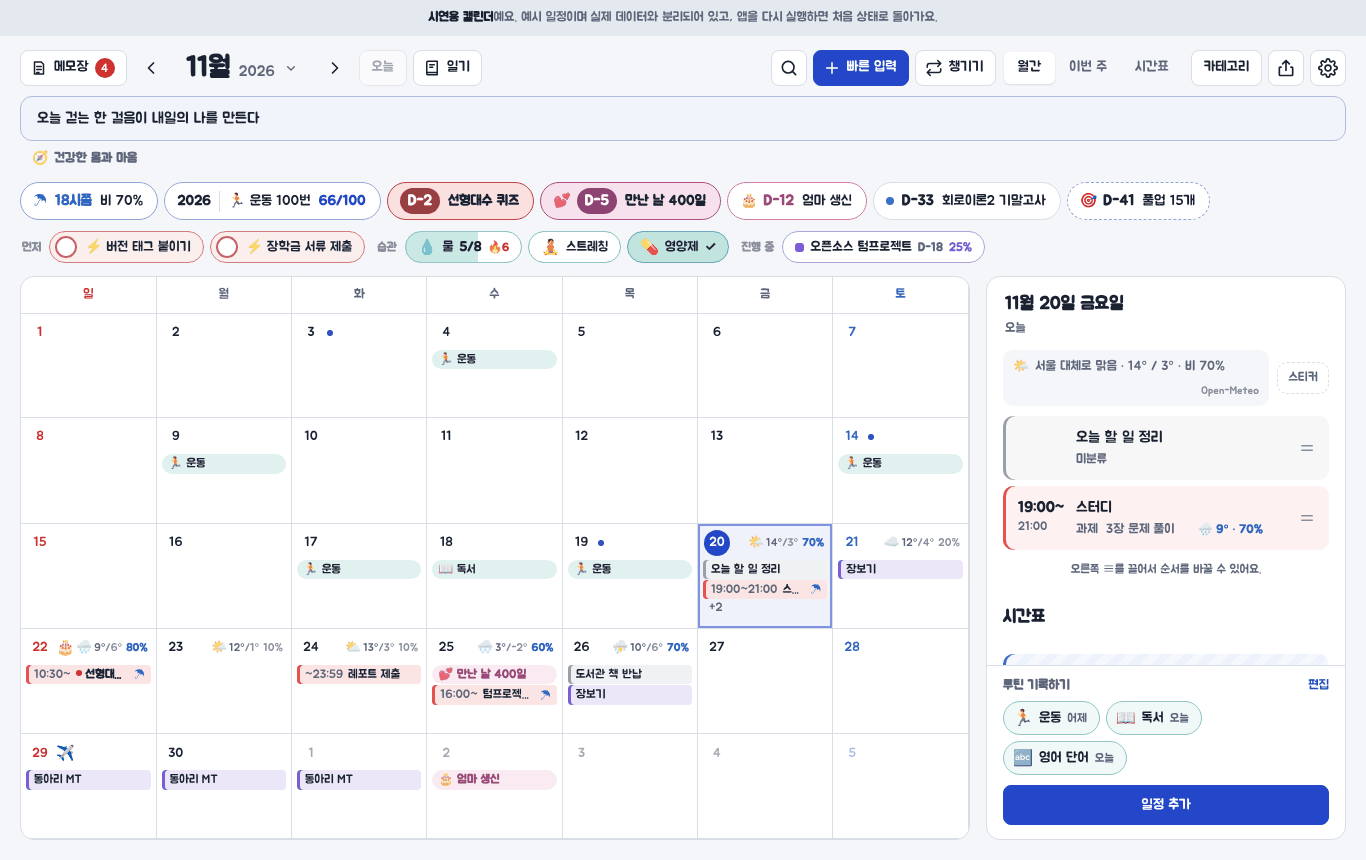 시연용 캘린더예요. 예시 일정이며 실제 데이터와 분리되어 있고, 앱을 다시 실행하면 처음 상태로 돌아가요.
메모장 4 11월 2026 오늘 일기 빠른 입력 챙기기 월간 이번 주 시간표 카테고리
오늘 걷는 한 걸음이 내일의 나를 만든다
건강한 몸과 마음
18시쯤 비 70% 2026 운동 100번 66/100 D-2 선형대수 퀴즈 D-5 만난 날 400일 D-12 엄마 생신 D-33 회로이론2 기말고사 D-41 풀업 15개
먼저 버전 태그 붙이기 장학금 서류 제출 습관 물 5/8 6 스트레칭 영양제 진행 중 오픈소스 텀프로젝트 D-18 25%
일 월 화 수 목 금 토
1 2 3 4 5 6 7
운동
8 9 10 11 12 13 14
운동 운동
15 16 17 18 19 20 14°/3° 70% 21 12°/4° 20%
운동 독서 운동 오늘 할 일 정리 장보기
19:00~21:00 스...
+2
22 9°/6° 80% 23 12°/1° 10% 24 13°/3° 10% 25 3°/-2° 60% 26 10°/6° 70% 27 28
10:30~ 선형대... ~23:59 레포트 제출 만난 날 400일 도서관 책 반납
16:00~ 텀프로젝... 장보기
29 30 1 2 3 4 5
동아리 MT 동아리 MT 동아리 MT 엄마 생신
11월 20일 금요일
오늘
서울 대체로 맑음 · 14° / 3° · 비 70%
Open-Meteo
스티커
오늘 할 일 정리
미분류
19:00~ 스터디
21:00 과제 3장 문제 풀이 9° · 70%
오른쪽 ≡를 끌어서 순서를 바꿀 수 있어요.
시간표
루틴 기록하기 편집
운동 어제 독서 오늘
abc 영어 단어 오늘
일정 추가